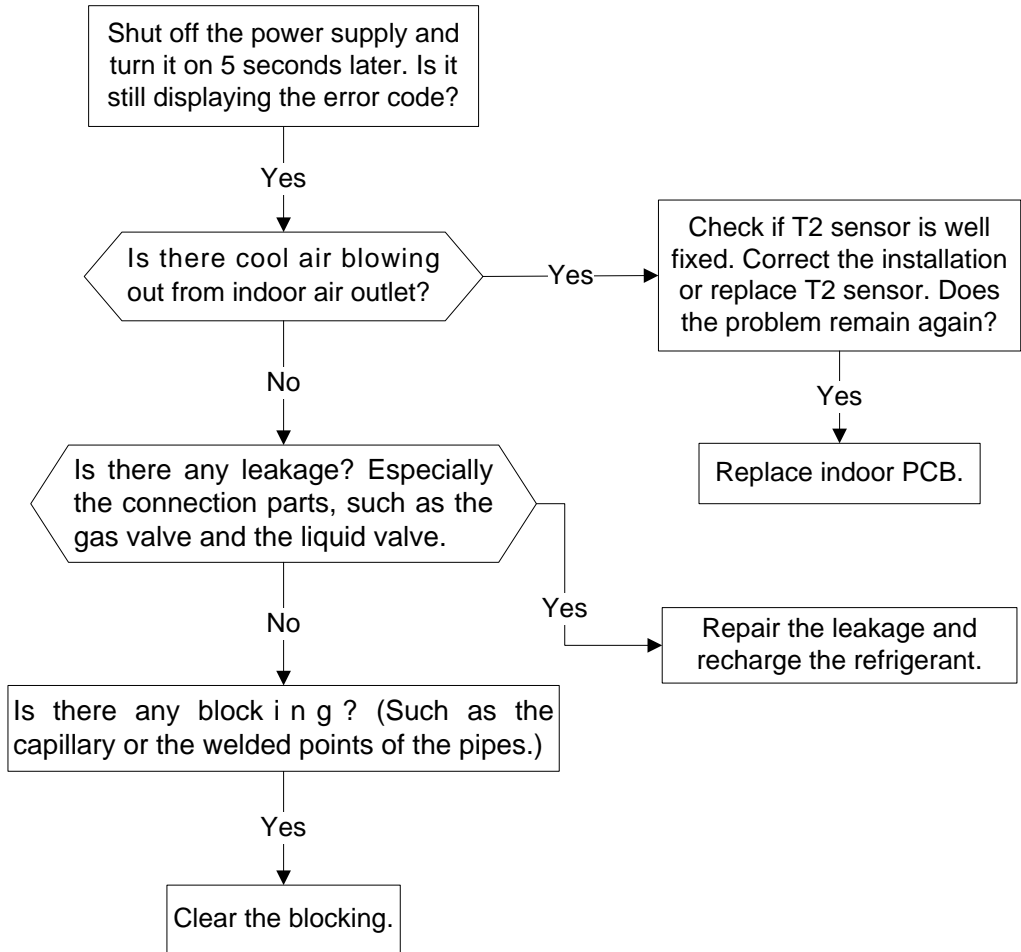 Shut off the power supply and
turn it on 5 seconds later. Is it
still displaying the error code?
Yes
Is there cool air blowing
out from indoor air outlet?
Yes
Check if T2 sensor is well
fixed. Correct the installation
or replace T2 sensor. Does
the problem remain again?
Yes
Replace indoor PCB.
No
Is there any leakage? Especially
the connection parts, such as the
gas valve and the liquid valve.
Yes
Repair the leakage and
recharge the refrigerant.
No
Is there any blocking? (Such as the
capillary or the welded points of the pipes.)
Yes
Clear the blocking.